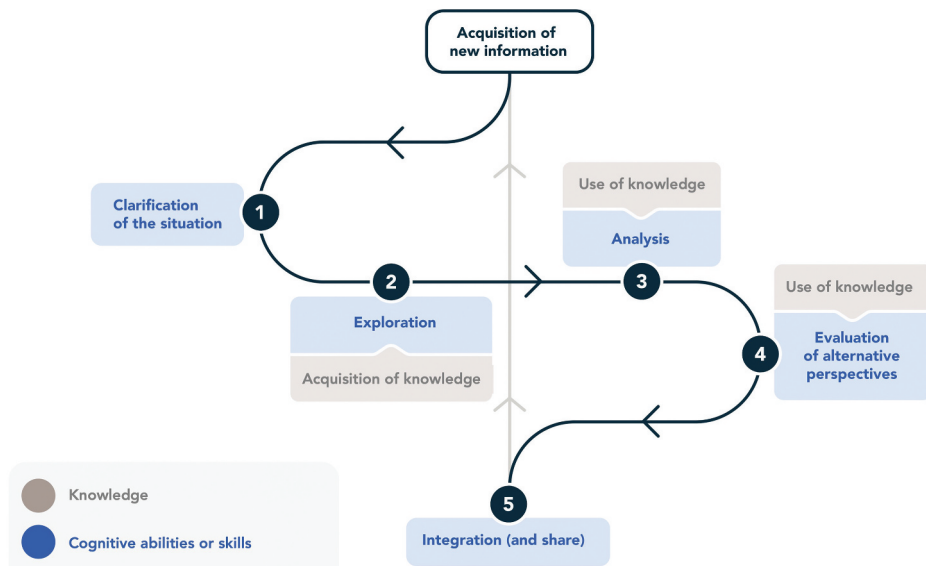 Acquisition of
new information
1
Clarification
of the situation
2
Exploration
Acquisition of knowledge
Use of knowledge
Analysis
3
Use of knowledge
4
Evaluation
of alternative
perspectives
5
Integration (and share)
Knowledge
Cognitive abilities or skills